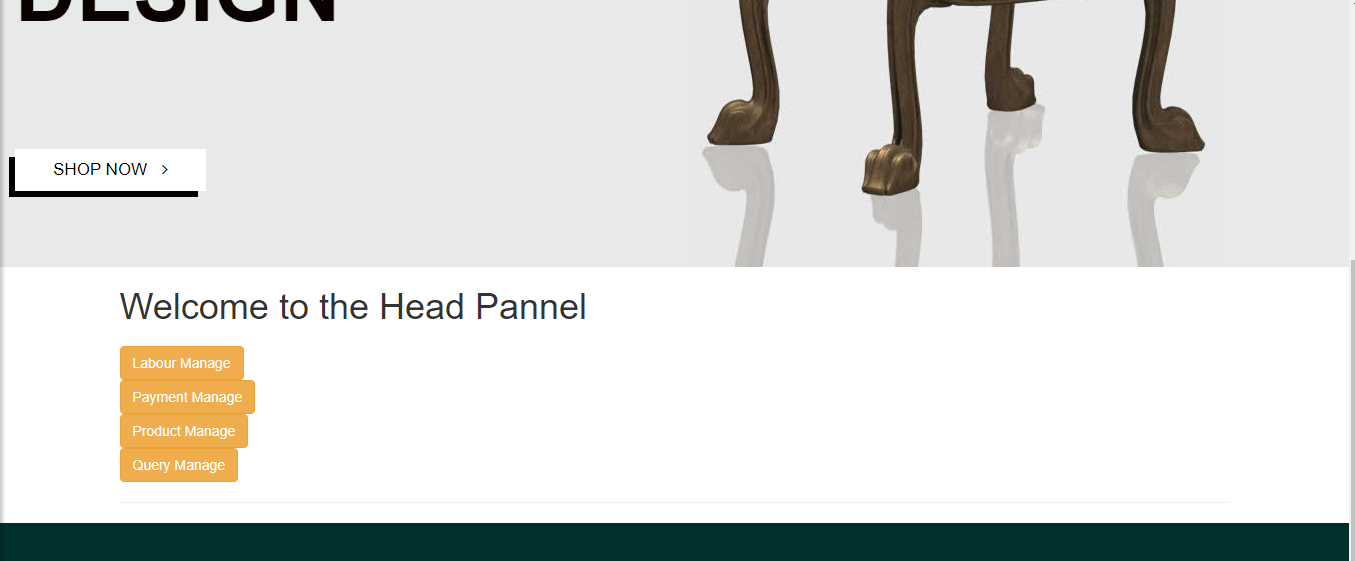 DESIGN
SHOP NOW
Welcome to the Head Pannel
Labour Manage
Payment Manage
Product Manage
Query Manage